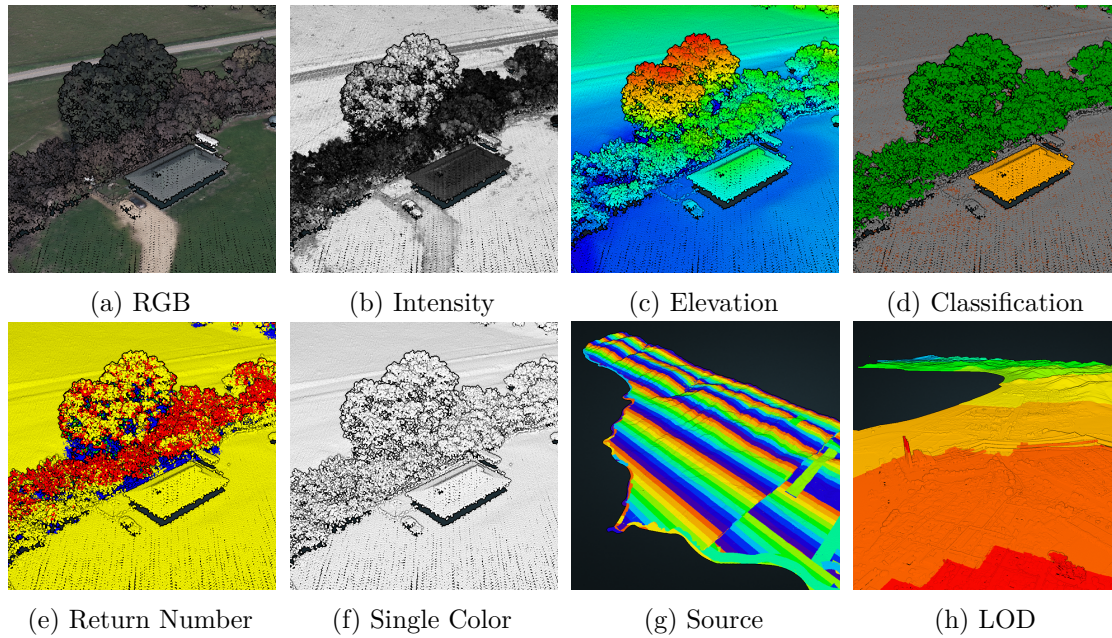 (a) RGB
(b) Intensity
(c) Elevation
(d) Classification
(e) Return Number
(f) Single Color
(g) Source
(h) LOD